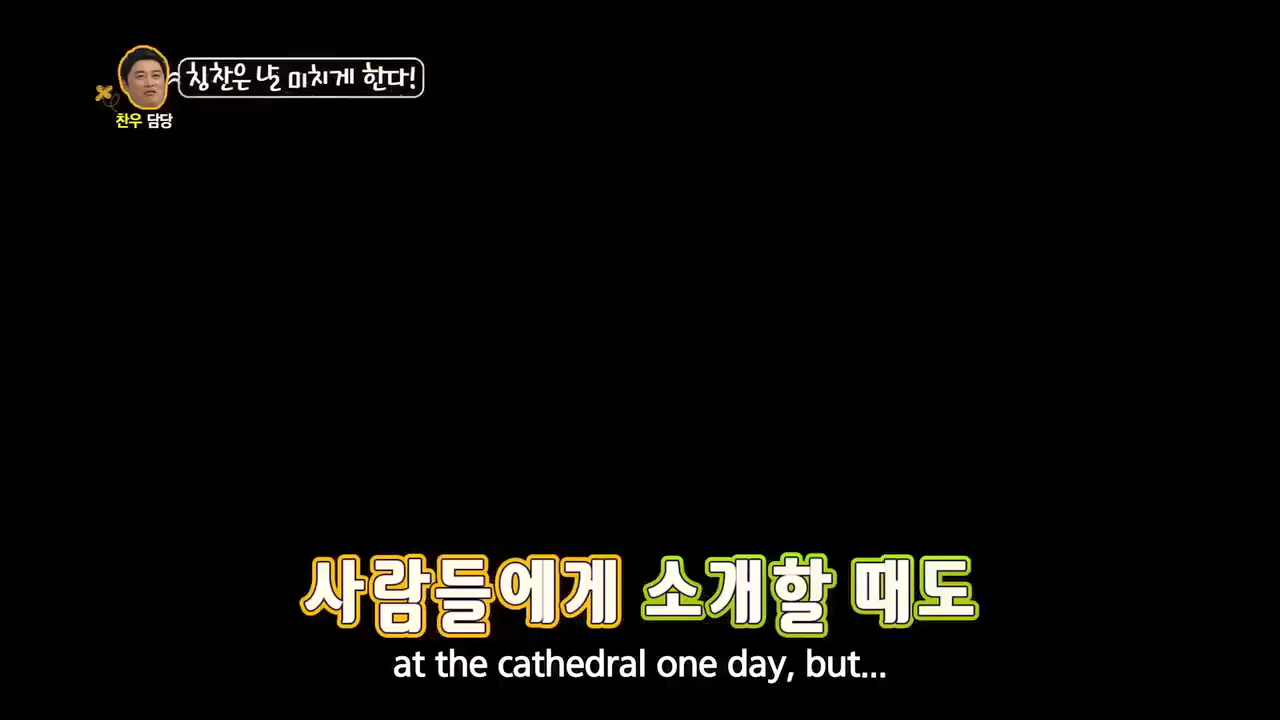 칭찬은 날 미치게 한다!
찬우 담당
사람들에게 소개할 때도
at the cathedral one day, but...